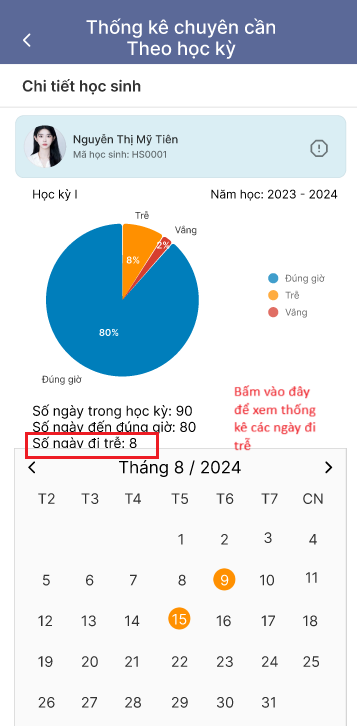 Thống kê chuyên cần
Theo học kỳ
Chi tiết học sinh
Nguyễn Thị Mỹ Tiên
Mã học sinh: HS0001
Học kỳ I
Năm học: 2023 - 2024
Trễ
Vắng
8%
2%
80%
Đúng giờ
Đúng giờ
Trễ
Vắng
Số ngày trong học kỳ: 90
Số ngày đến đúng giờ: 80
Số ngày đi trễ: 8
Bấm vào đây
để xem thống
kê các ngày đi
trễ
Tháng 8 / 2024
T2 T3 T4 T5 T6 T7 CN
1 2 3 4
5 6 7 8 9 10 11
12 13 14 15 16 17 18
19 20 21 22 23 24 25
26 27 28 29 30 31